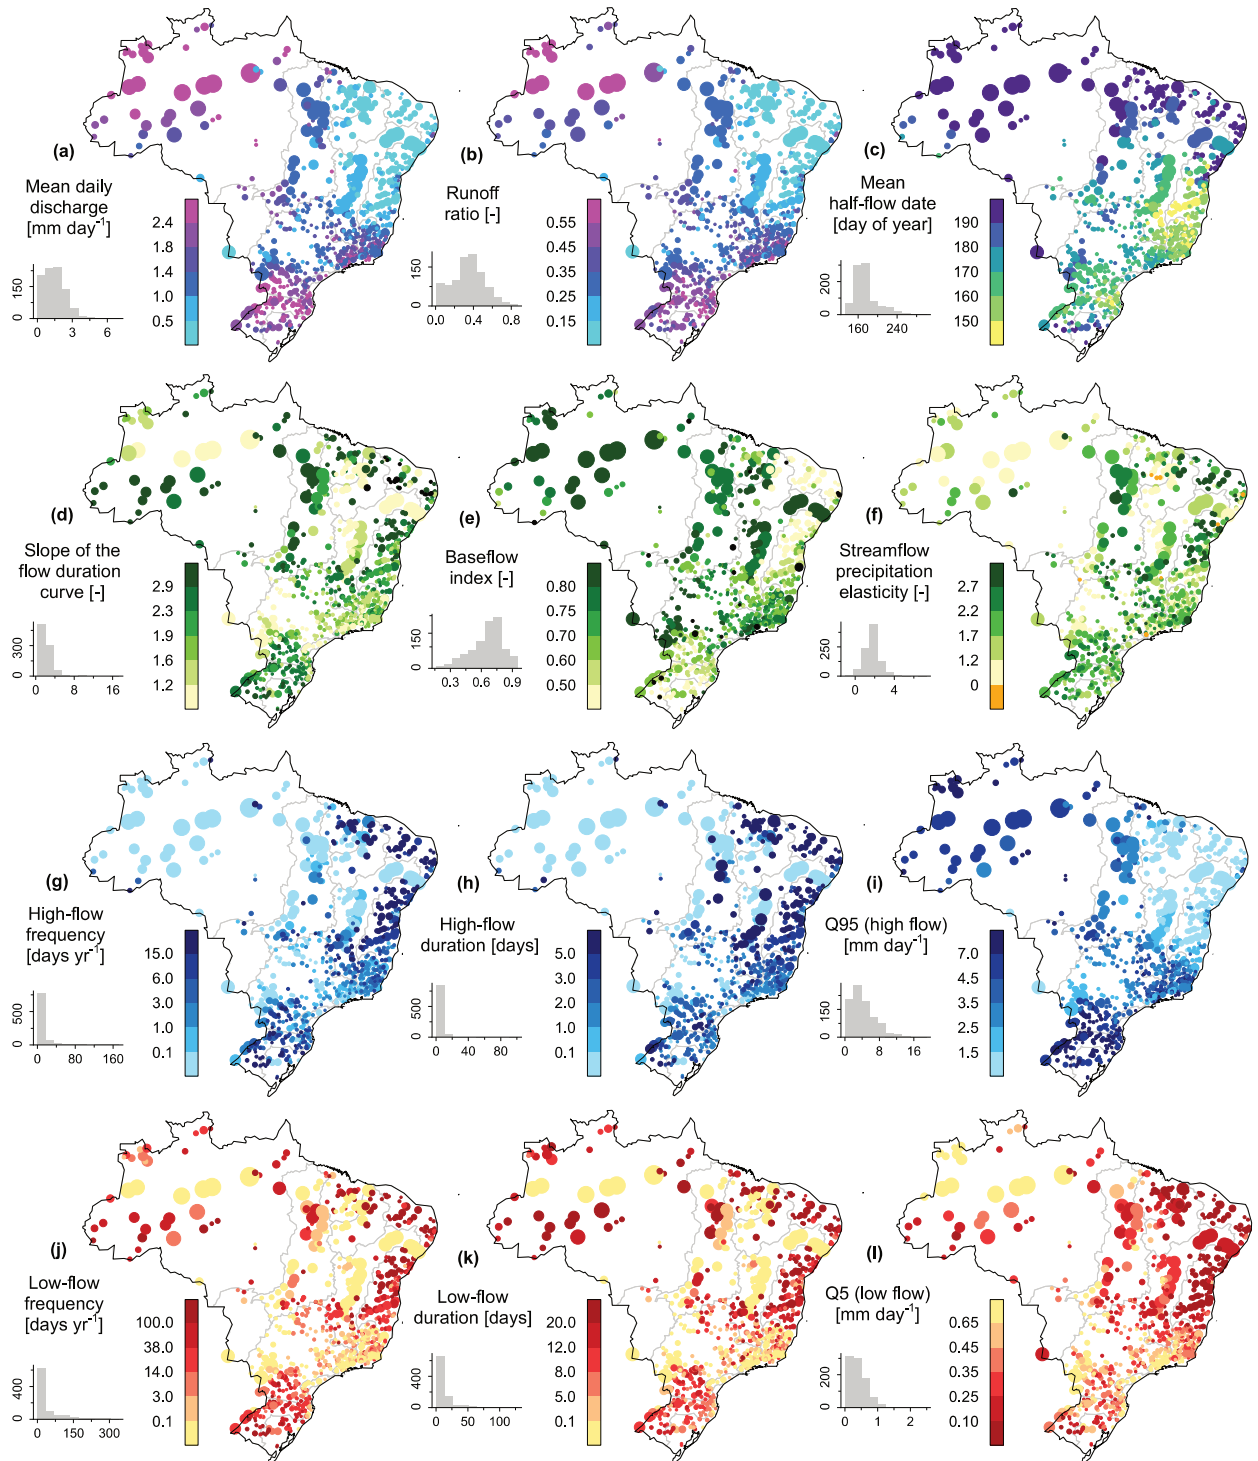 (a)
Mean daily
discharge
[mm day⁻¹]
2.4
1.8
1.4
1.0
0.5
150
0
0
3
6
(b)
Runoff
ratio [-]
0.55
0.45
0.35
0.25
0.15
150
0
0.0
0.4
0.8
(c)
Mean
half-flow date
[day of year]
190
180
170
160
150
200
0
160
240
(d)
Slope of the
flow duration
curve [-]
2.9
2.3
1.9
1.6
1.2
300
0
0
8
16
(e)
Baseflow
index [-]
0.80
0.75
0.70
0.60
0.50
150
0
0.3
0.6
0.9
(f)
Streamflow
precipitation
elasticity [-]
2.7
2.2
1.7
1.2
0
250
0
0
4
(g)
High-flow
frequency
[days yr⁻¹]
15.0
6.0
3.0
1.0
0.1
500
0
0
60
160
(h)
High-flow
duration [days]
5.0
3.0
2.0
1.0
0.1
500
0
0
40
100
(i)
Q95 (high flow)
[mm day⁻¹]
7.0
4.5
3.5
2.5
1.5
150
0
0
8
16
(j)
Low-flow
frequency
[days yr⁻¹]
100.0
38.0
14.0
3.0
0.1
400
0
0
150
300
(k)
Low-flow
duration [days]
20.0
12.0
8.0
5.0
0.1
400
0
0
50
100
(l)
Q5 (low flow)
[mm day⁻¹]
0.65
0.45
0.35
0.25
0.10
200
0
0
1
2